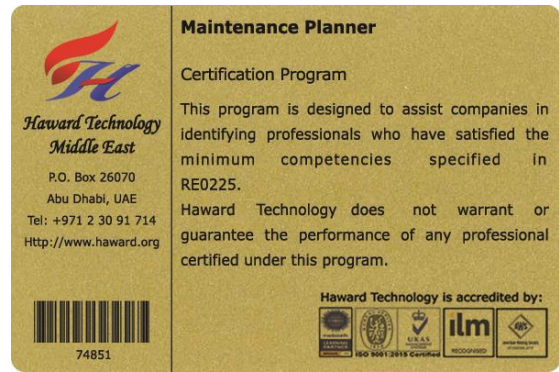 Haward Technology
Middle East
P.O. Box 26070
Abu Dhabi, UAE
Tel: +971 2 30 91 714
Http://www.haward.org
74851
Maintenance Planner
Certification Program
This program is designed to assist companies in
identifying professionals who have satisfied the
minimum competencies specified in
RE0225.
Haward Technology does not warrant or
guarantee the performance of any professional
certified under this program.
Haward Technology is accredited by:
UKAS
ISO 9001:2015 Certified
ilm
RECOGNISED